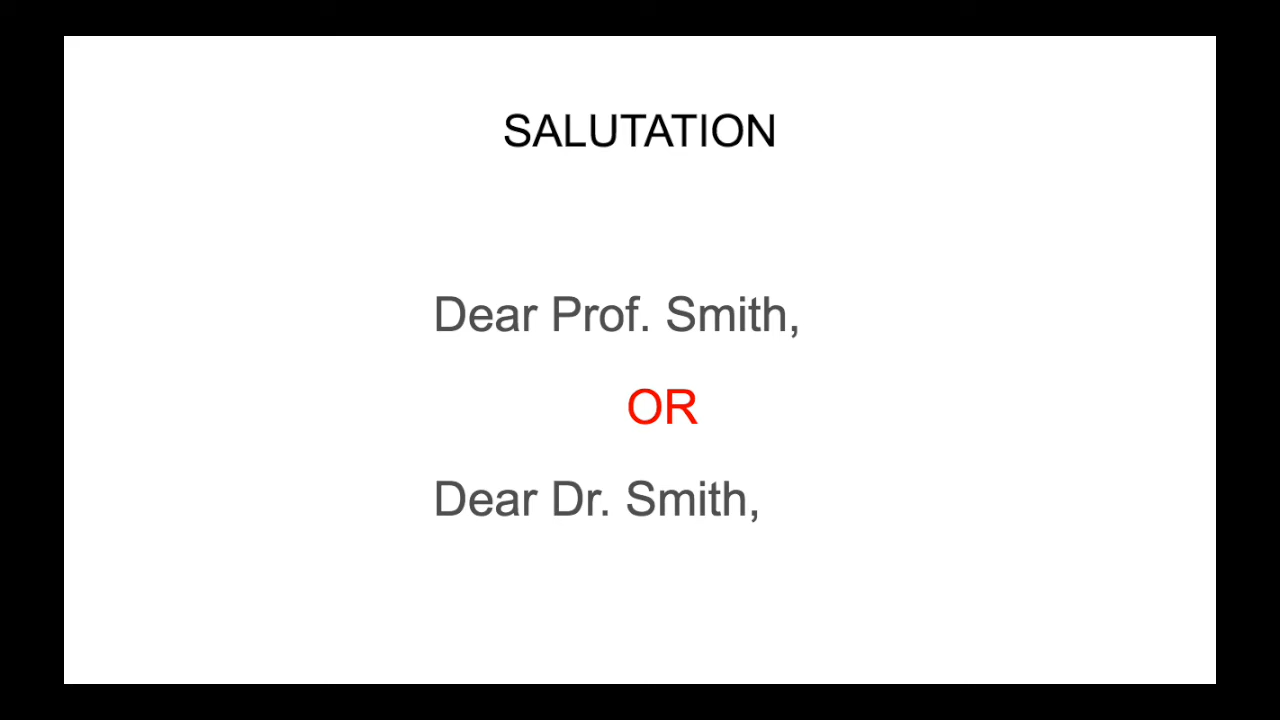 SALUTATION
Dear Prof. Smith,
OR
Dear Dr. Smith,